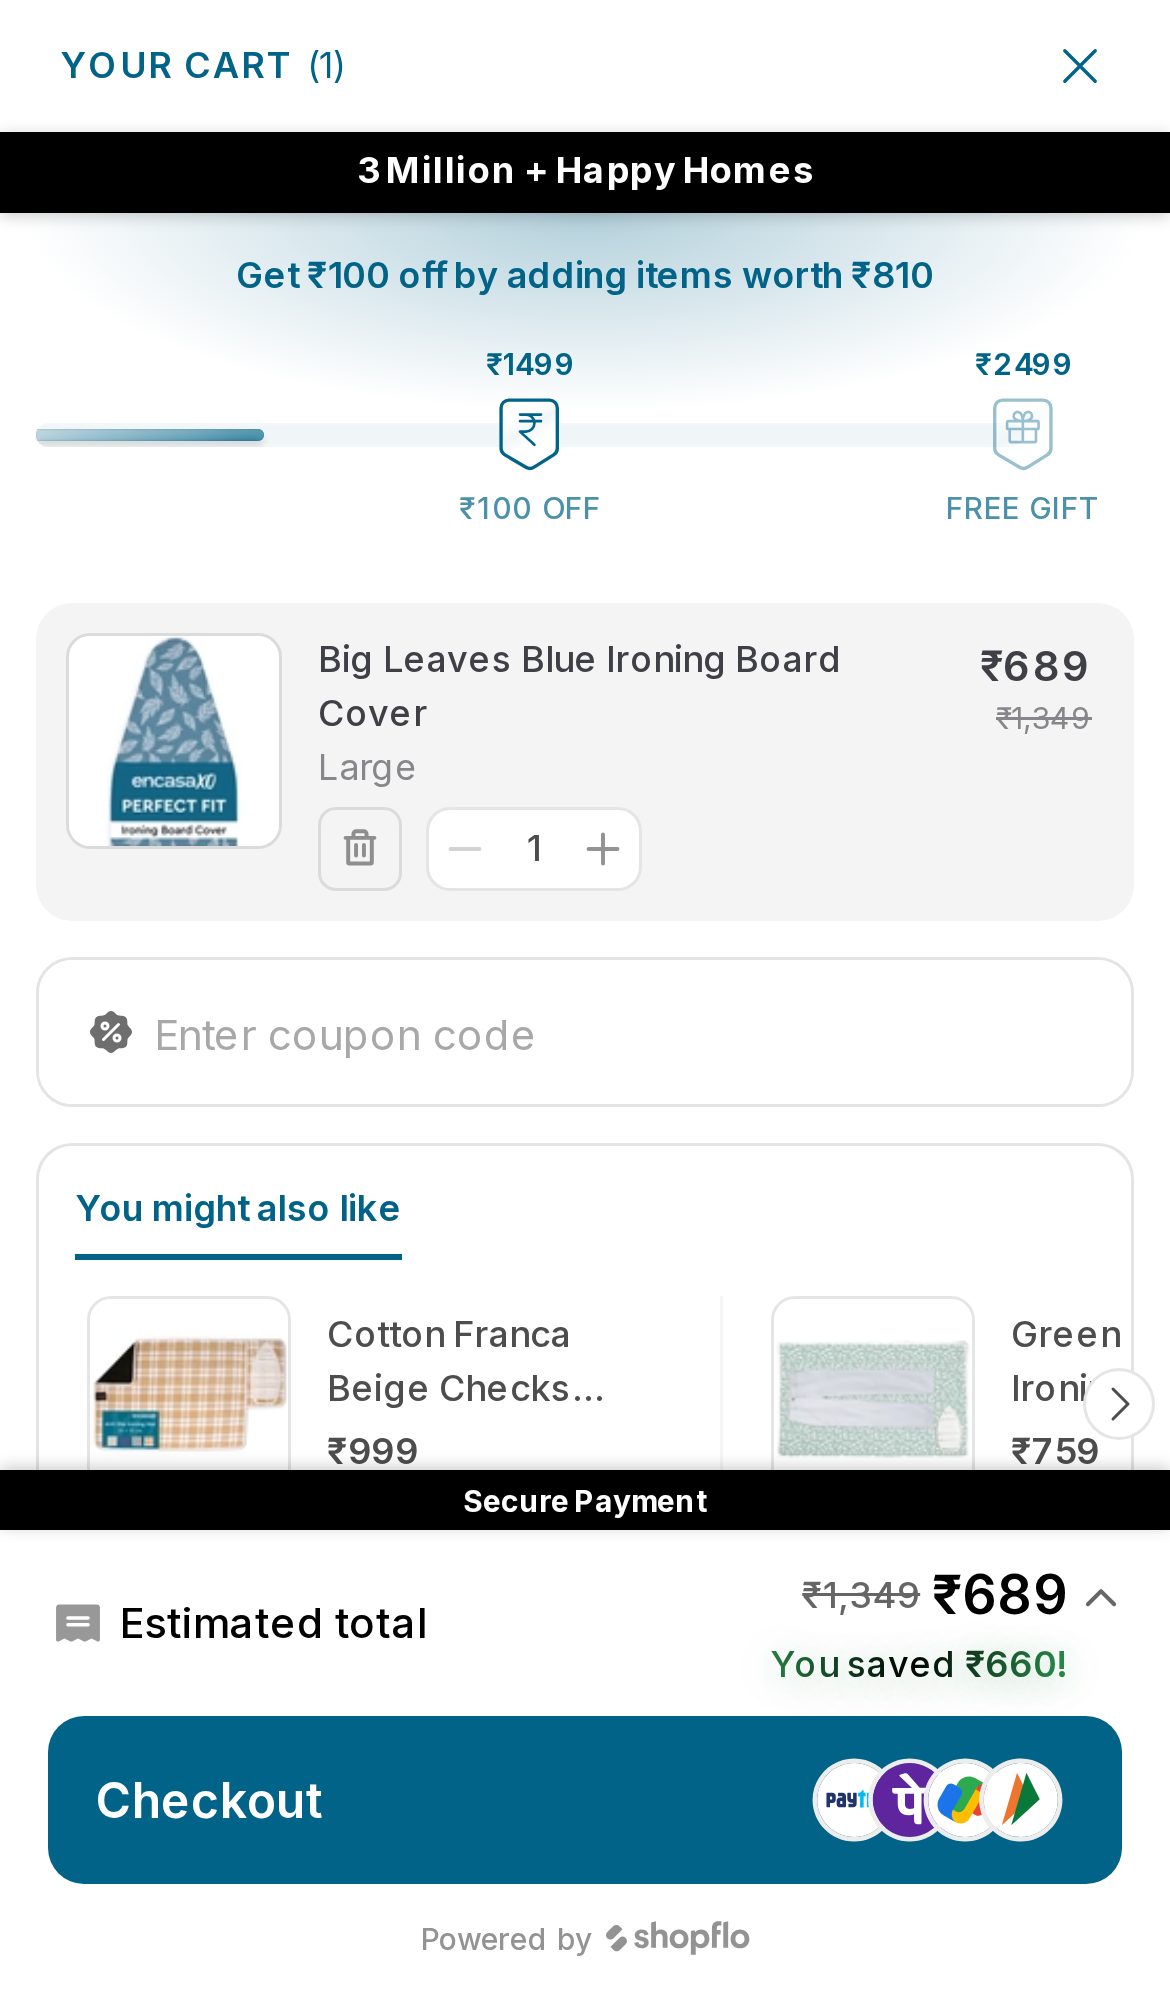 YOUR CART (1)
3 Million + Happy Homes
Get ₹100 off by adding items worth ₹810
₹1499
₹2499
₹
₹100 OFF
FREE GIFT
Big Leaves Blue Ironing Board
Cover
₹689
₹1,349
Large
encasaXO
PERFECT FIT
Ironing Board Cover
1
Enter coupon code
You might also like
Cotton Franca
Beige Checks...
₹999
Green
₹759
Secure Payment
Estimated total
₹1,349 ₹689
You saved ₹660!
Checkout
पे
Powered by shopflo